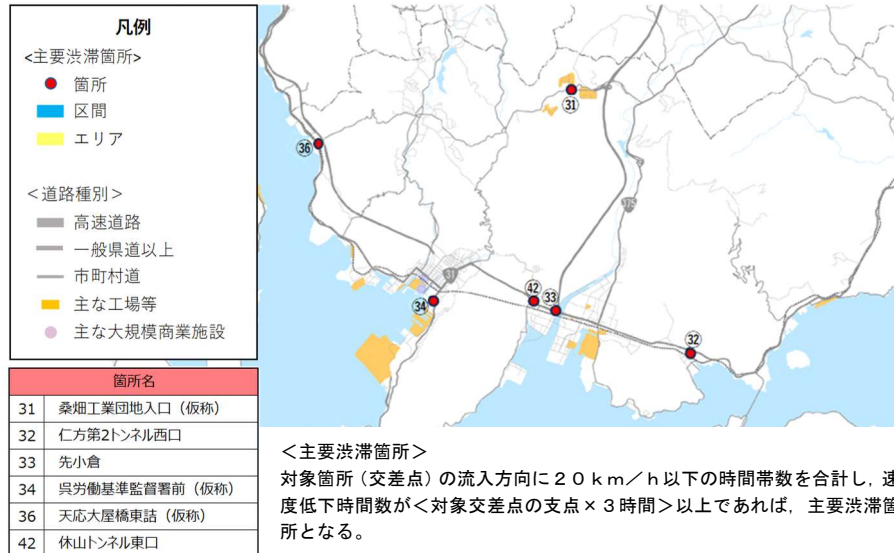 凡例
<主要渋滞箇所>
箇所
区間
エリア
<道路種別>
高速道路
一般県道以上
市町村道
主な工場等
主な大規模商業施設
箇所名
31 桑畑工業団地入口（仮称）
32 仁方第2トンネル西口
33 先小倉
34 呉労働基準監督署前（仮称）
36 天応大屋橋東詰（仮称）
42 休山トンネル東口
31
36
375
31
42
33
34
32
＜主要渋滞箇所＞
対象箇所（交差点）の流入方向に２０ｋｍ／ｈ以下の時間帯数を合計し，速
度低下時間数が＜対象交差点の支点×３時間＞以上であれば，主要渋滞箇
所となる。